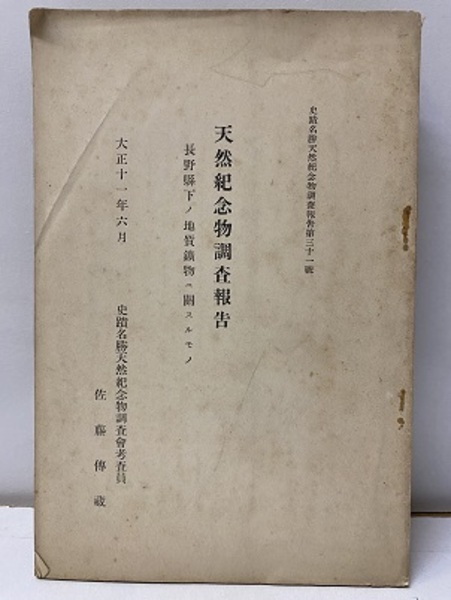 史蹟名勝天然紀念物調査報告第三十一號
天然紀念物調査報告
長野縣下ノ地質鑛物ニ關スルモノ
大正十一年六月
史蹟名勝天然紀念物調査會考査員
佐藤傳藏